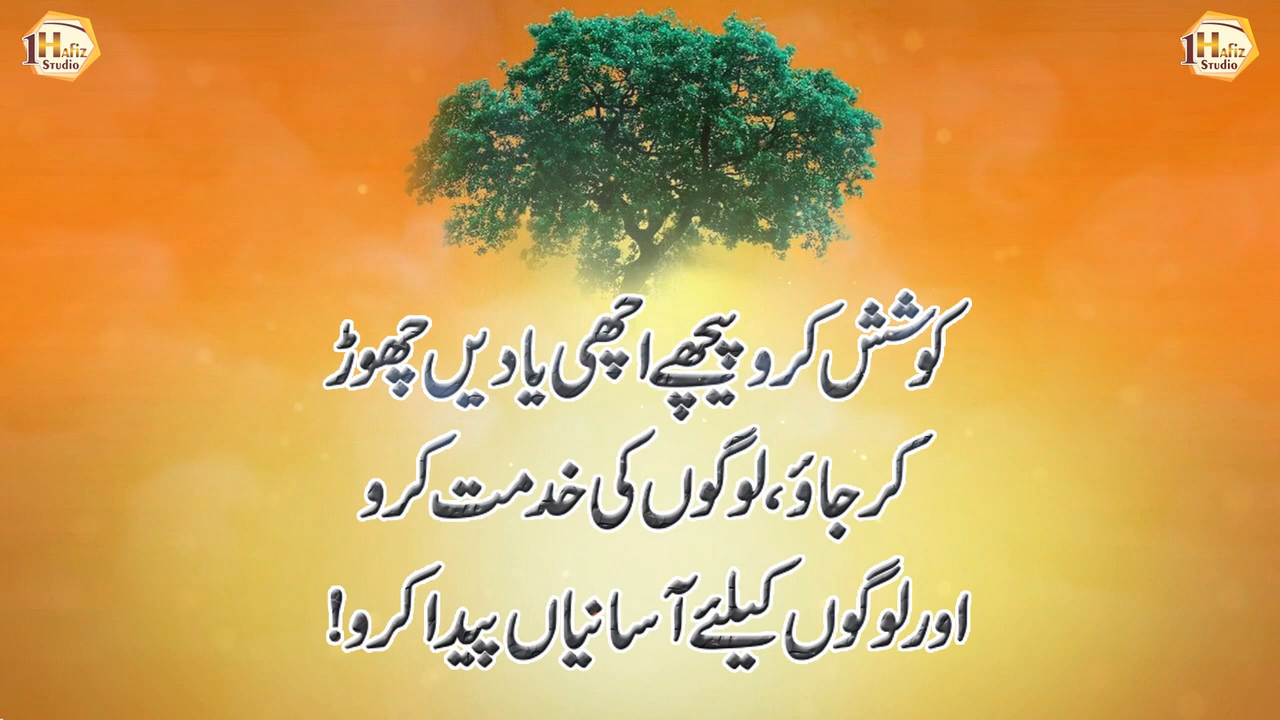 1Hafiz Studio
1Hafiz Studio
کوشش کرو پیچھے اچھی یادیں چھوڑ
کر جاؤ، لوگوں کی خدمت کرو
اور لوگوں کیلئے آسانیاں پیدا کرو!